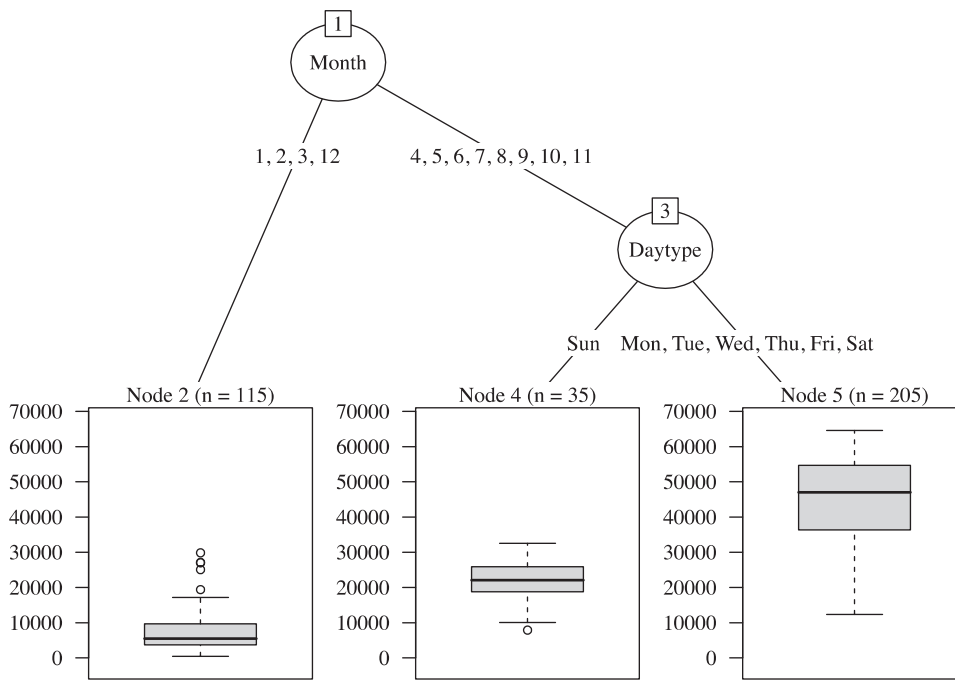 1
Month
1, 2, 3, 12
4, 5, 6, 7, 8, 9, 10, 11
3
Daytype
Sun
Mon, Tue, Wed, Thu, Fri, Sat
Node 2 (n = 115)
70000
60000
50000
40000
30000
20000
10000
0
Node 4 (n = 35)
70000
60000
50000
40000
30000
20000
10000
0
Node 5 (n = 205)
70000
60000
50000
40000
30000
20000
10000
0